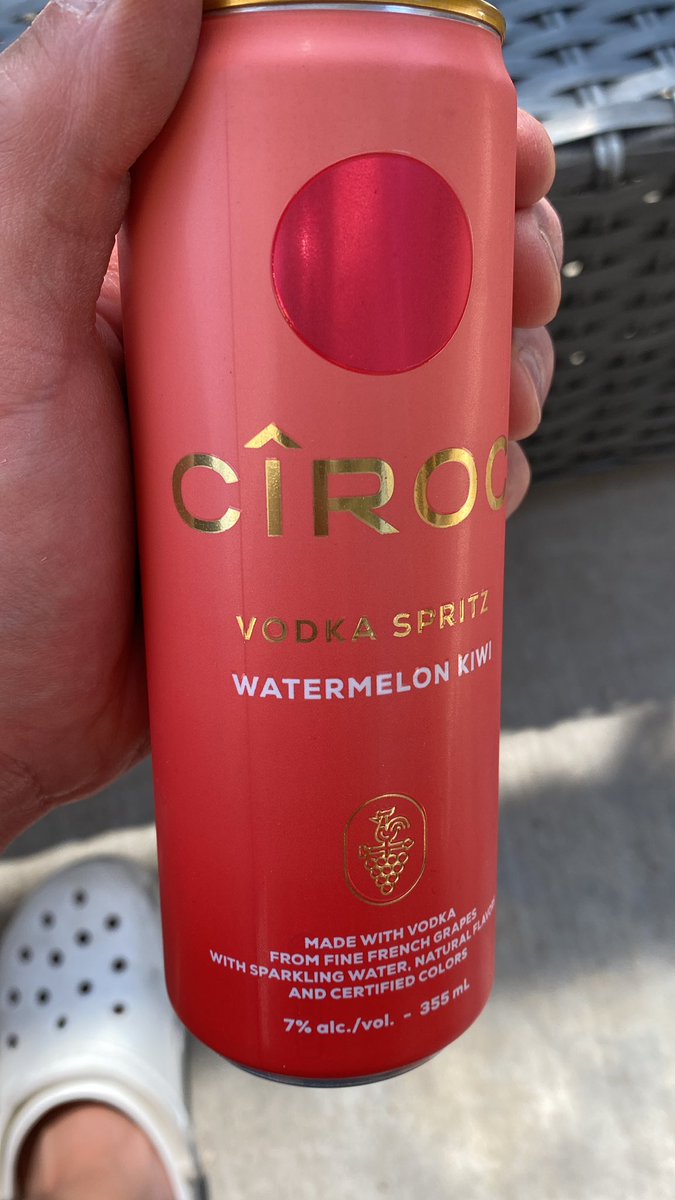 CÎROC
VODKA SPRITZ
WATERMELON KIWI
MADE WITH VODKA
FROM FINE FRENCH GRAPES
WITH SPARKLING WATER, NATURAL FLAVOR
AND CERTIFIED COLORS
7% alc./vol. - 355 mL